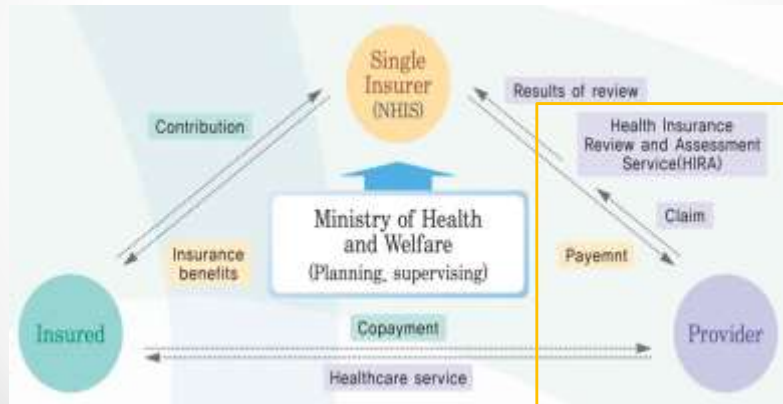 Single
Insurer
(NHIS)
Results of review
Contribution
Health Insurance
Review and Assessment
Service(HIRA)
Ministry of Health
and Welfare
(Planning, supervising)
Claim
Insurance
benefits
Payemnt
Insured
Copayment
Provider
Healthcare service